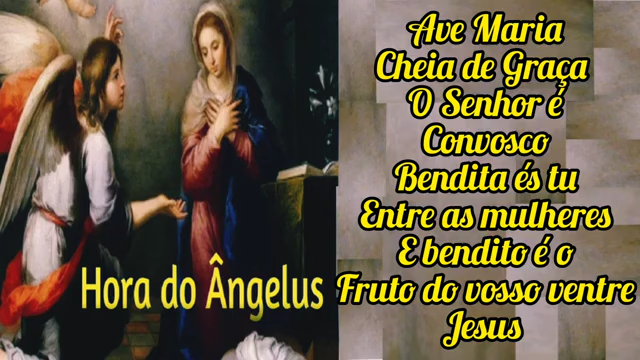 Hora do Ângelus
Ave Maria
Cheia de Graça
O Senhor é
Convosco
Bendita és tu
Entre as mulheres
E bendito é o
Fruto do vosso ventre
Jesus